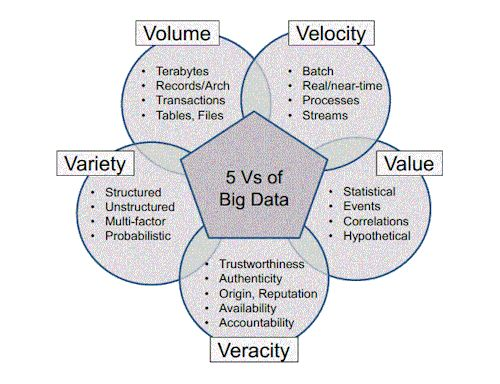 Volume
• Terabytes
• Records/Arch
• Transactions
• Tables, Files
Velocity
• Batch
• Real/near-time
• Processes
• Streams
Variety
• Structured
• Unstructured
• Multi-factor
• Probabilistic
5 Vs of
Big Data
Value
• Statistical
• Events
• Correlations
• Hypothetical
• Trustworthiness
• Authenticity
• Origin, Reputation
• Availability
• Accountability
Veracity